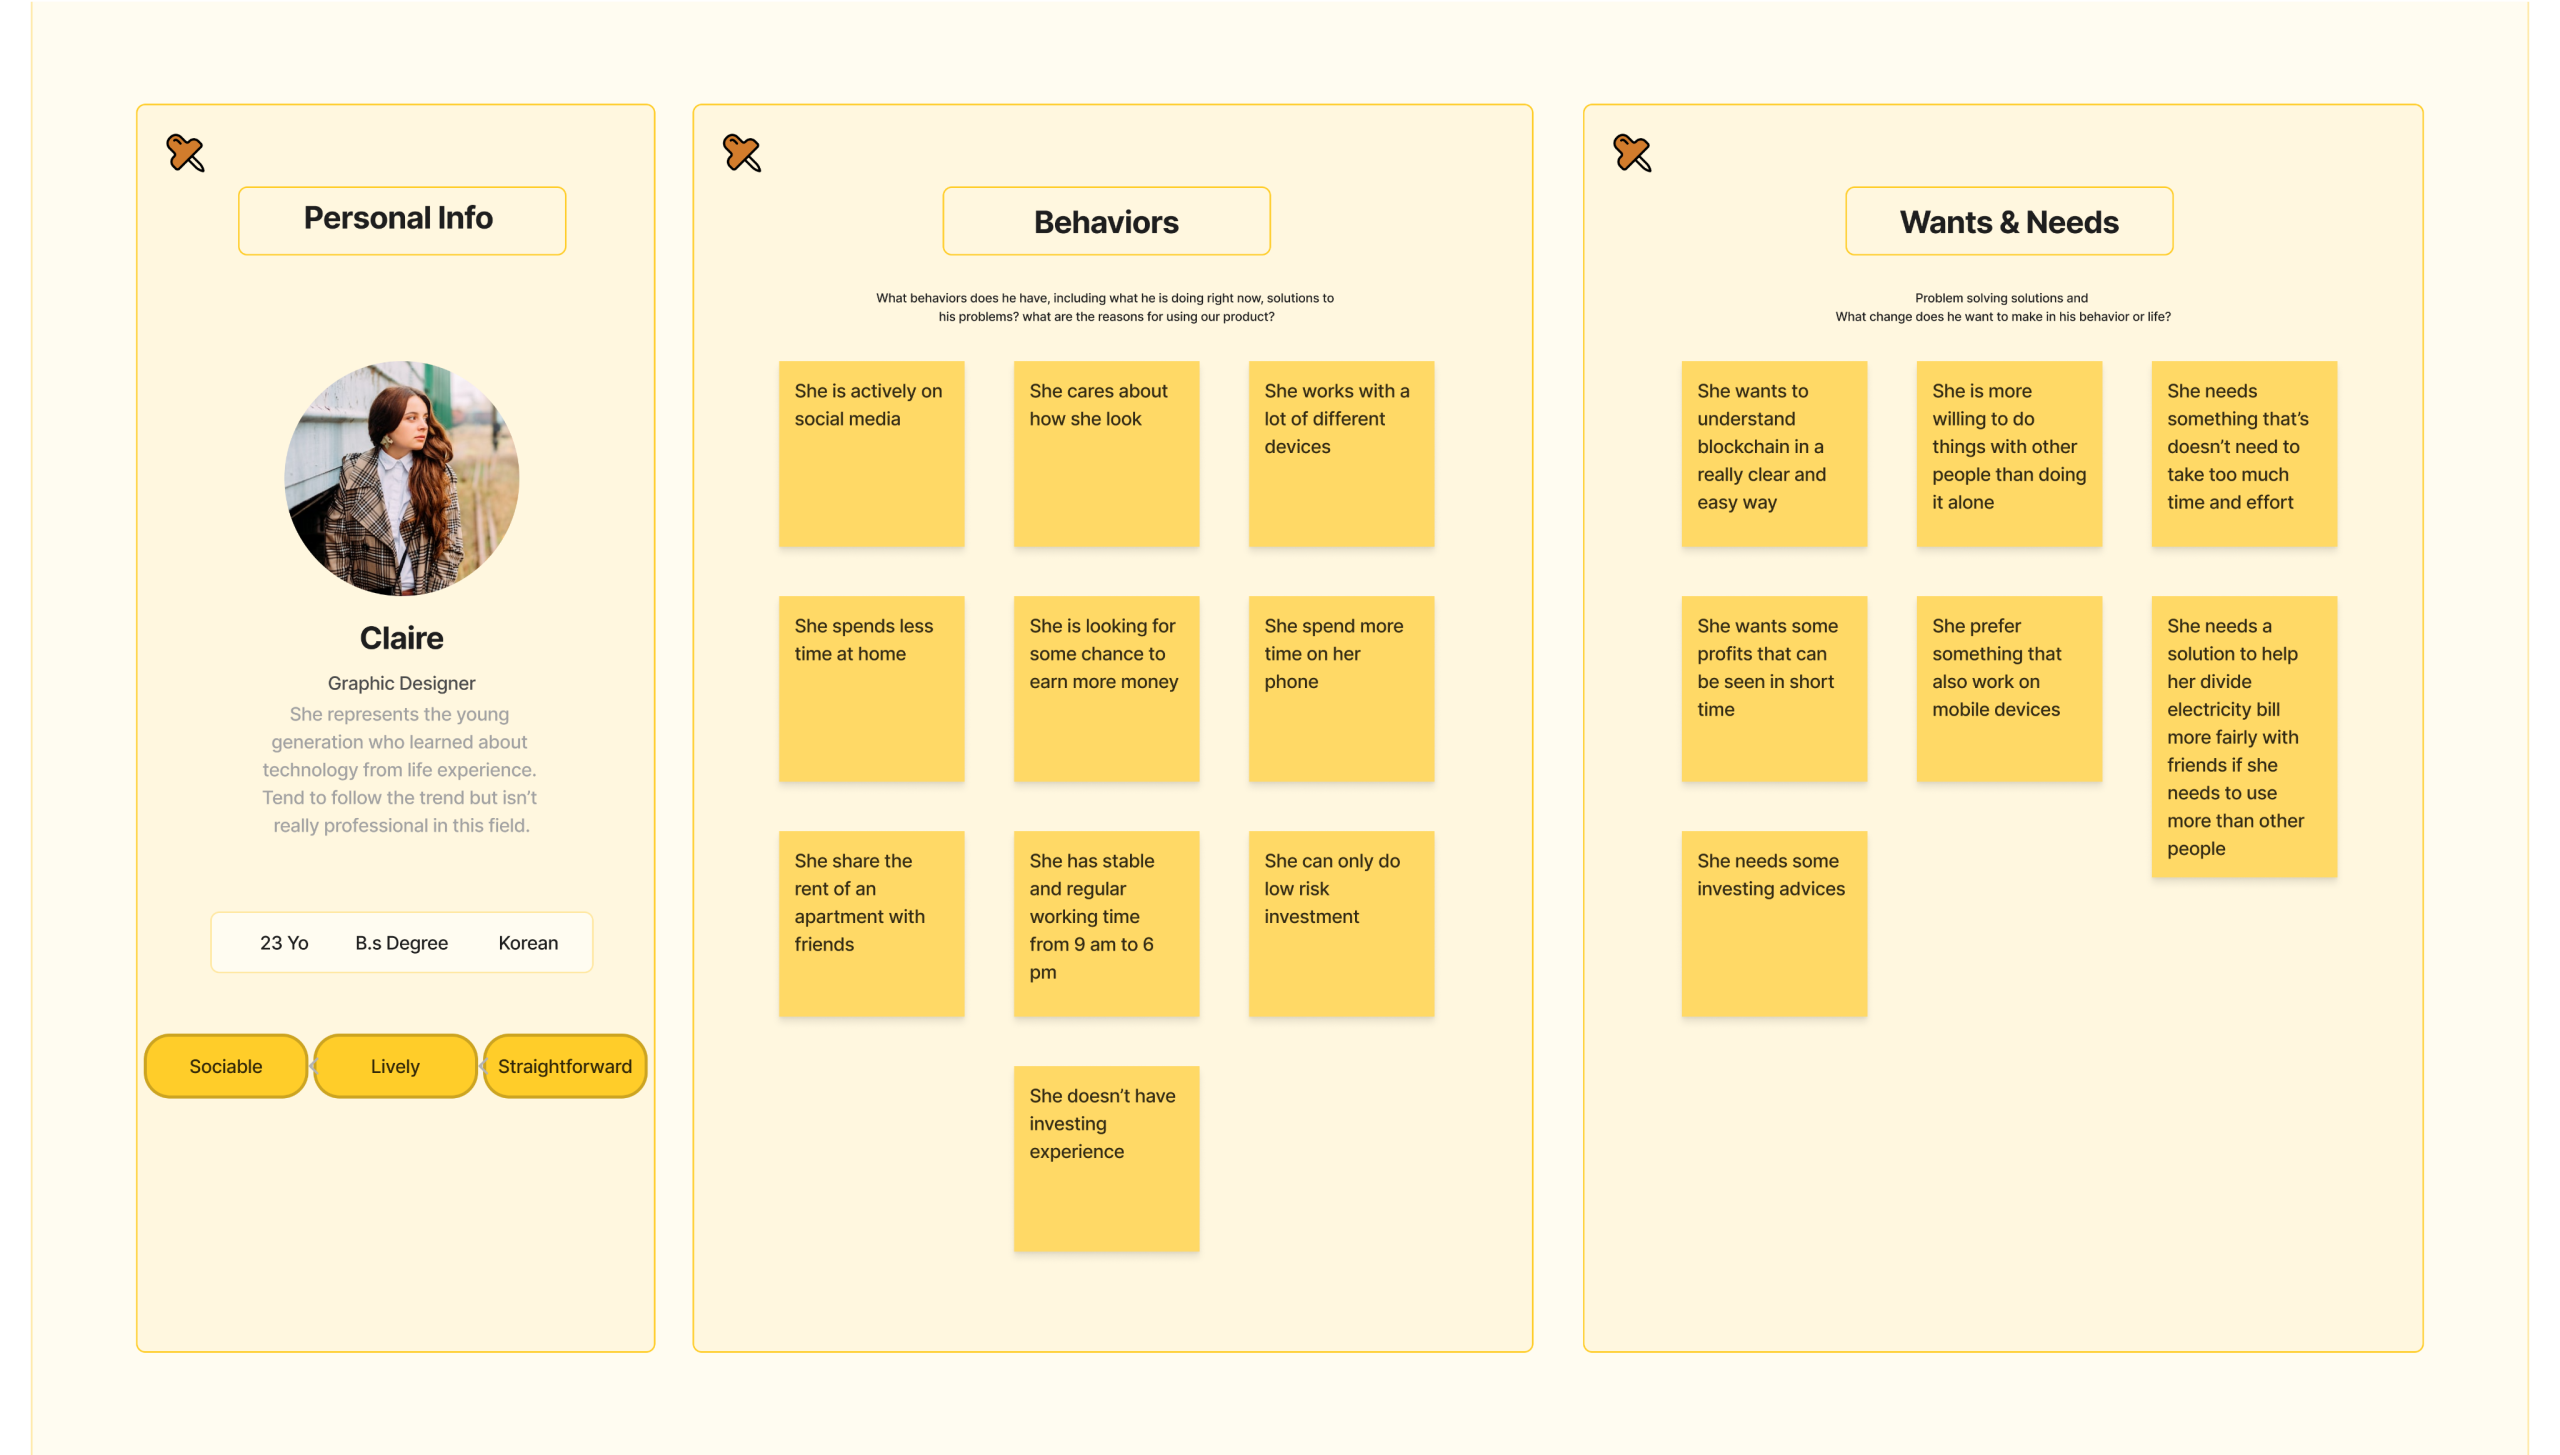 Personal Info
Claire
Graphic Designer
She represents the young
generation who learned about
technology from life experience.
Tend to follow the trend but isn’t
really professional in this field.
23 Yo B.s Degree Korean
Sociable Lively Straightforward
Behaviors
What behaviors does he have, including what he is doing right now, solutions to
his problems? what are the reasons for using our product?
She is actively on
social media
She cares about
how she look
She works with a
lot of different
devices
She spends less
time at home
She is looking for
some chance to
earn more money
She spend more
time on her
phone
She share the
rent of an
apartment with
friends
She has stable
and regular
working time
from 9 am to 6
pm
She can only do
low risk
investment
She doesn’t have
investing
experience
Wants & Needs
Problem solving solutions and
What change does he want to make in his behavior or life?
She wants to
understand
blockchain in a
really clear and
easy way
She is more
willing to do
things with other
people than doing
it alone
She needs
something that’s
doesn’t need to
take too much
time and effort
She wants some
profits that can
be seen in short
time
She prefer
something that
also work on
mobile devices
She needs a
solution to help
her divide
electricity bill
more fairly with
friends if she
needs to use
more than other
people
She needs some
investing advices